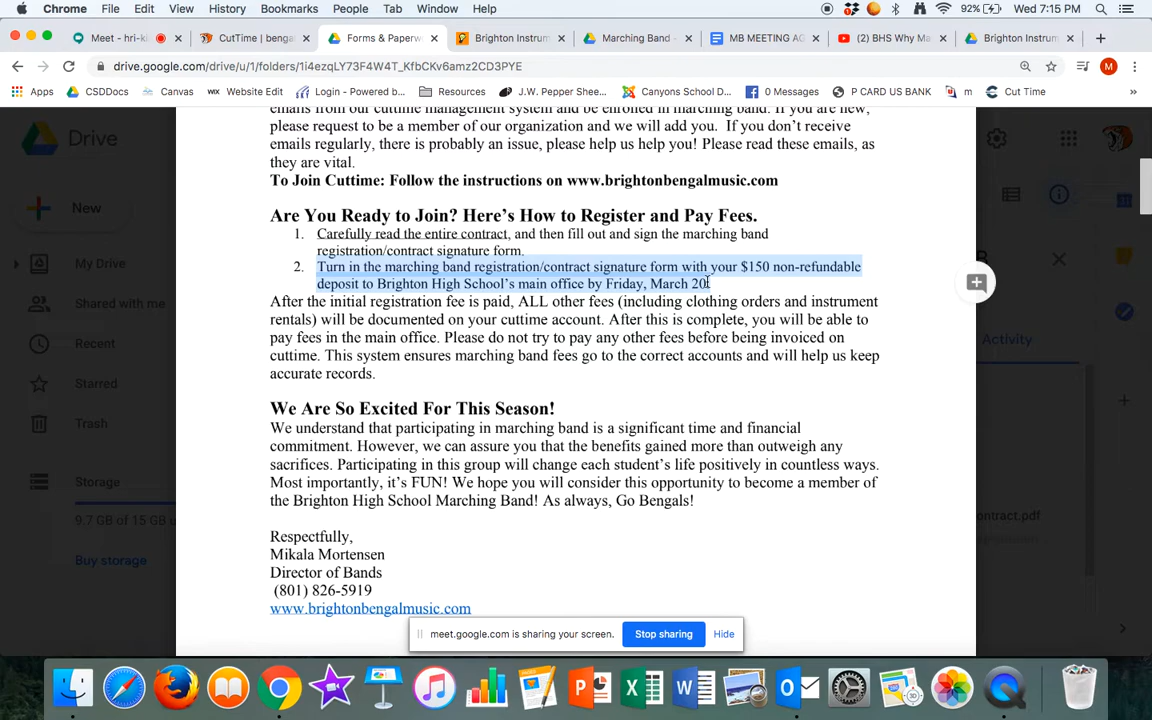 Chrome File Edit View History Bookmarks People Tab Window Help 92% Wed 7:15 PM
Meet - hri-k CutTime | benga Forms & Paperw Brighton Instrum Marching Band - MB MEETING AG (2) BHS Why Ma Brighton Instrum
drive.google.com/drive/u/1/folders/1i4ezqLY73F4W4T_KfbCKv6amz2CD3PYE
M
Apps CSDDocs Canvas WIX Website Edit Login - Powered b... Resources J.W. Pepper Shee... Canyons School D... 0 Messages P CARD US BANK m Cut Time »
emails from our cuttime management system and be enrolled in marching band. If you are new,
please request to be a member of our organization and we will add you. If you don't receive
emails regularly, there is probably an issue, please help us help you! Please read these emails, as
they are vital.
To Join Cuttime: Follow the instructions on www.brightonbengalmusic.com
Are You Ready to Join? Here's How to Register and Pay Fees.
1. Carefully read the entire contract, and then fill out and sign the marching band
registration/contract signature form.
2. Turn in the marching band registration/contract signature form with your $150 non-refundable
deposit to Brighton High School's main office by Friday, March 20
After the initial registration fee is paid, ALL other fees (including clothing orders and instrument
rentals) will be documented on your cuttime account. After this is complete, you will be able to
pay fees in the main office. Please do not try to pay any other fees before being invoiced on
cuttime. This system ensures marching band fees go to the correct accounts and will help us keep
accurate records.
We Are So Excited For This Season!
We understand that participating in marching band is a significant time and financial
commitment. However, we can assure you that the benefits gained more than outweigh any
sacrifices. Participating in this group will change each student's life positively in countless ways.
Most importantly, it's FUN! We hope you will consider this opportunity to become a member of
the Brighton High School Marching Band! As always, Go Bengals!
Respectfully,
Mikala Mortensen
Director of Bands
(801) 826-5919
www.brightonbengalmusic.com
Drive
New
My Drive
Recent
Starred
Trash
Storage
9.7 GB of 15 GB u
Buy storage
Activity
ontract.pdf
meet.google.com is sharing your screen. Stop sharing Hide